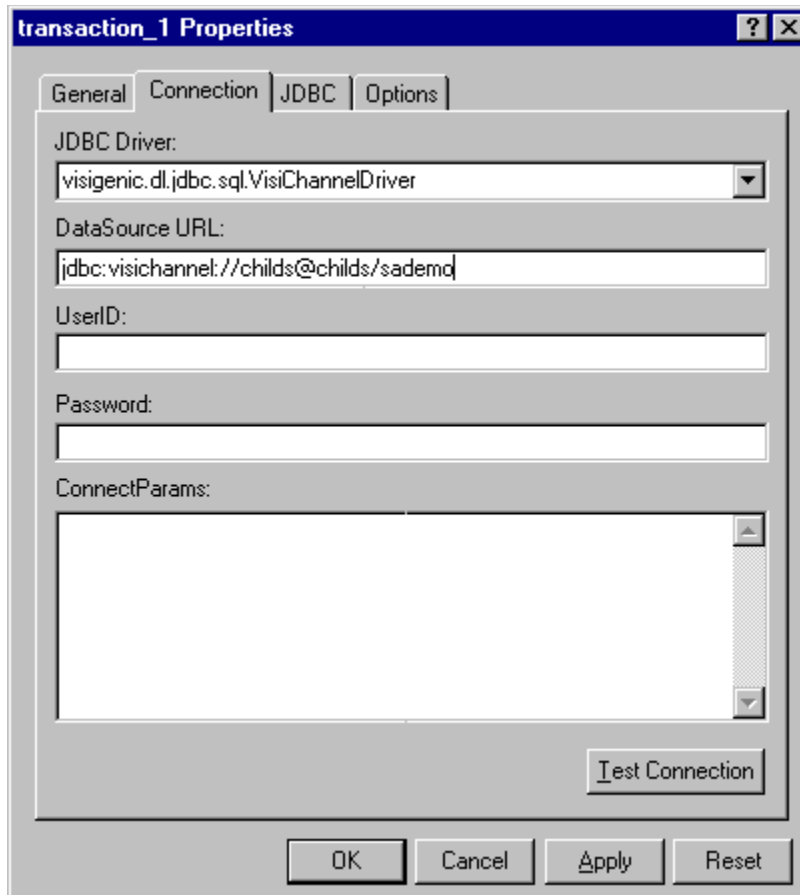 transaction_1 Properties
General Connection JDBC Options
JDBC Driver:
visigenic.dl.jdbc.sql.VisiChannelDriver
DataSource URL:
jdbc:visichannel://childs@childs/sademo
UserID:
Password:
ConnectParams:
Test Connection
OK Cancel Apply Reset